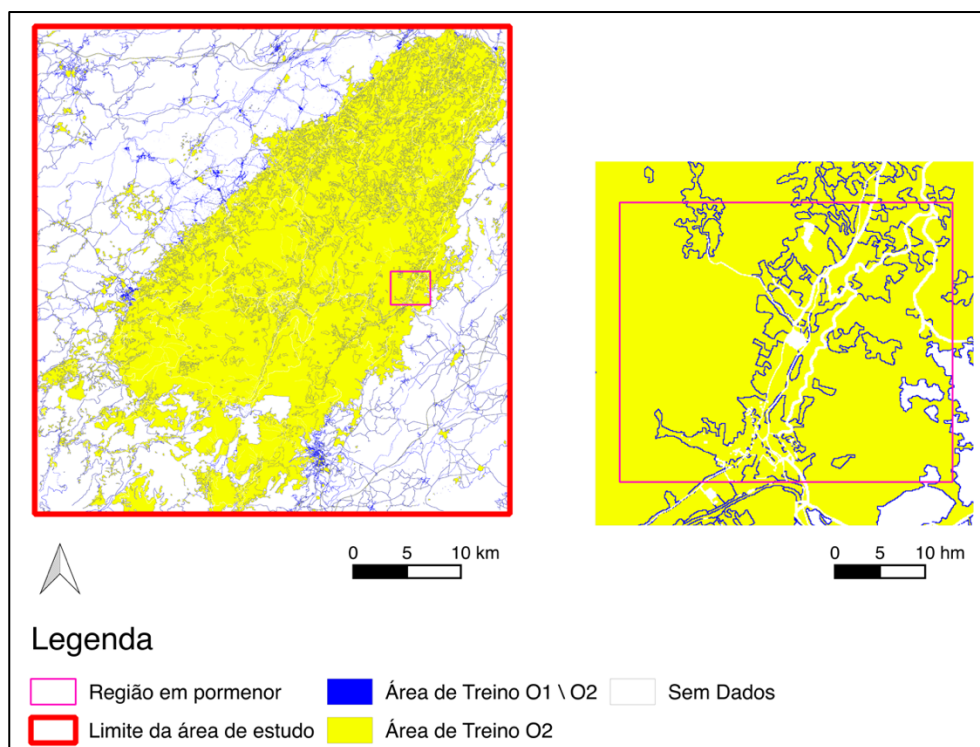 0 5 10 km
0 5 10 hm
Legenda
Região em pormenor
Área de Treino O1 \ O2
Sem Dados
Limite da área de estudo
Área de Treino O2